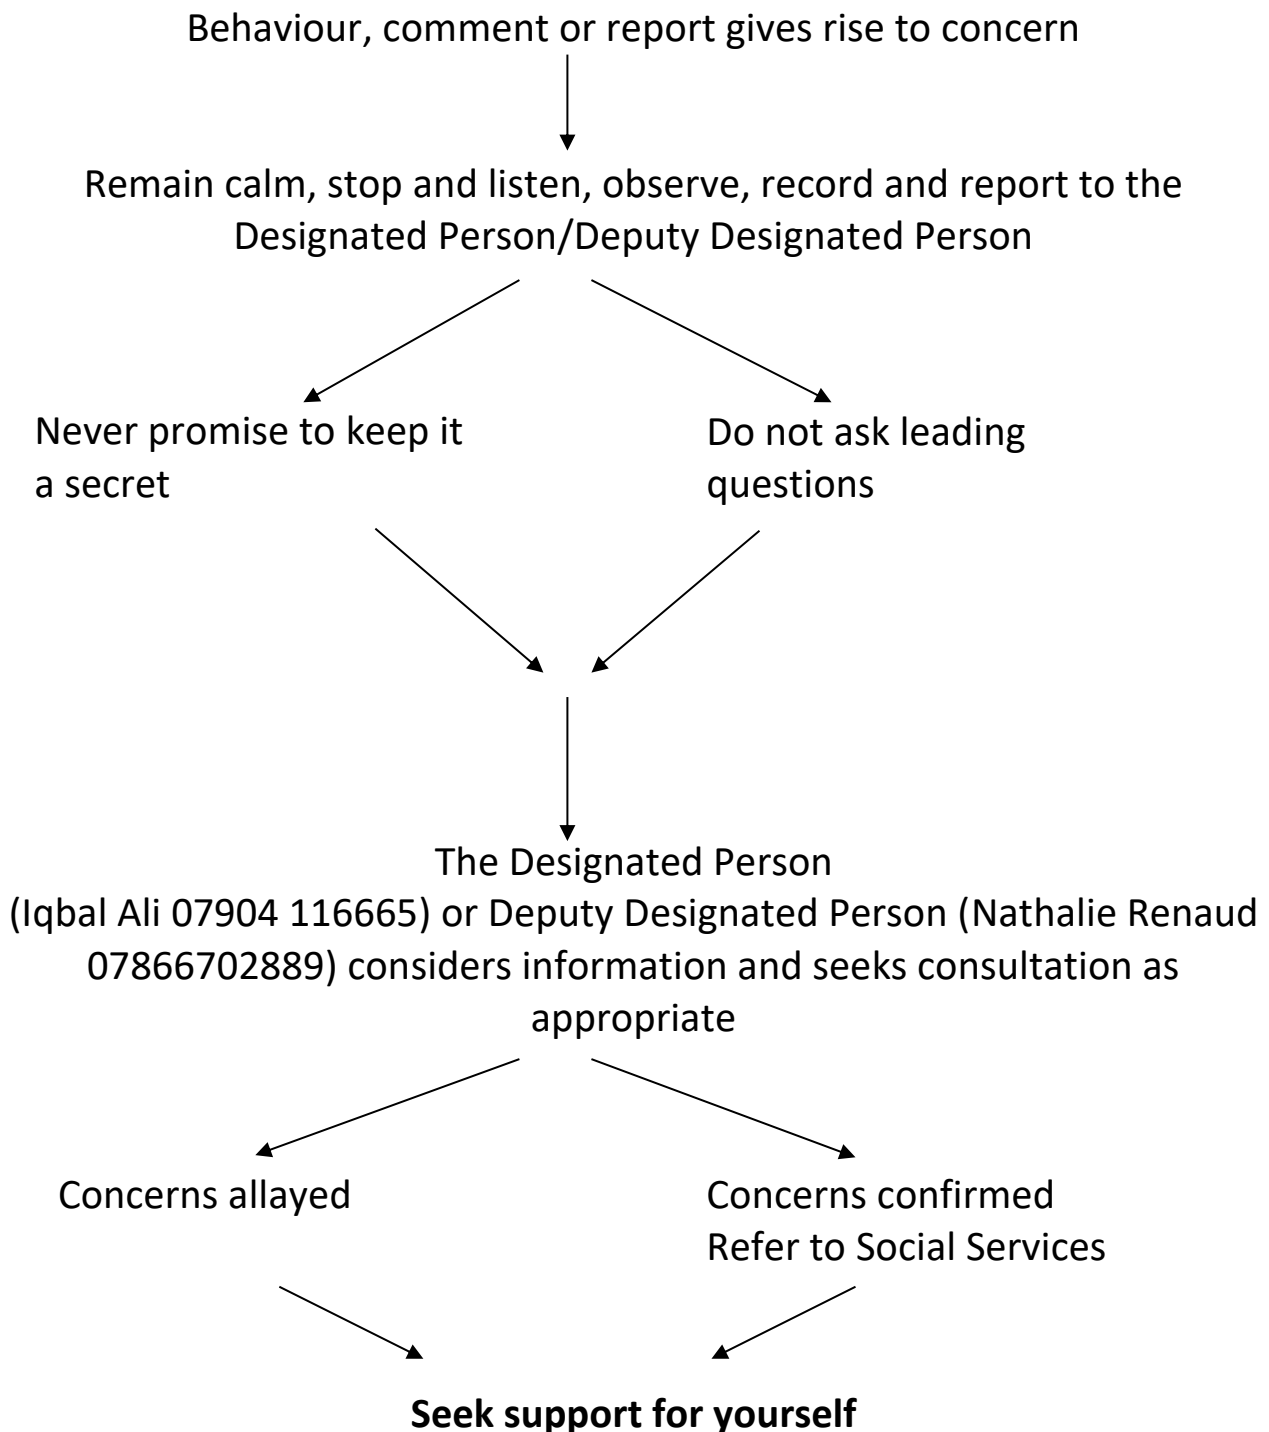 Behaviour, comment or report gives rise to concern
Remain calm, stop and listen, observe, record and report to the
Designated Person/Deputy Designated Person
Never promise to keep it
a secret
Do not ask leading
questions
The Designated Person
(Iqbal Ali 07904 116665) or Deputy Designated Person (Nathalie Renaud
07866702889) considers information and seeks consultation as
appropriate
Concerns allayed
Concerns confirmed
Refer to Social Services
Seek support for yourself